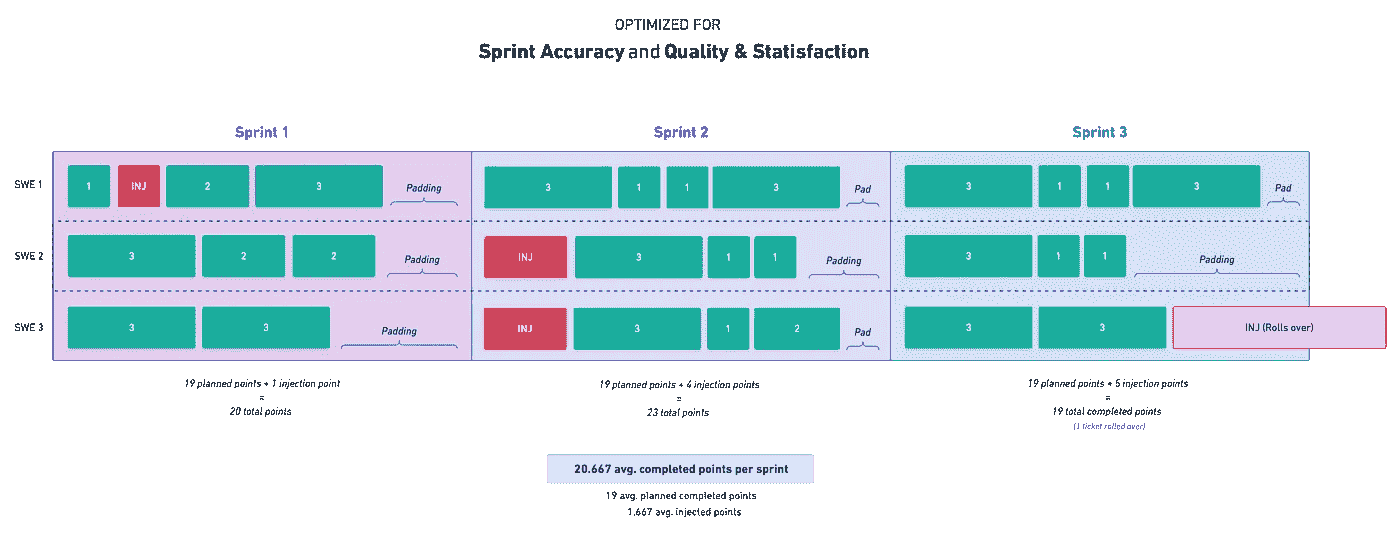 OPTIMIZED FOR
Sprint Accuracy and Quality & Statisfaction
Sprint 1
Sprint 2
Sprint 3
SWE 1
1
INJ
2
3
Padding
3
1
1
3
Pad
3
1
1
3
Pad
SWE 2
3
2
2
Padding
INJ
3
1
1
Padding
3
1
1
Padding
SWE 3
3
3
Padding
INJ
3
1
2
Pad
3
3
INJ (Rolls over)
19 planned points + 1 injection point
=
20 total points
19 planned points + 4 injection points
=
23 total points
19 planned points + 5 injection points
=
19 total completed points
(1 ticket rolled over)
20.667 avg. completed points per sprint
19 avg. planned completed points
1.667 avg. injected points